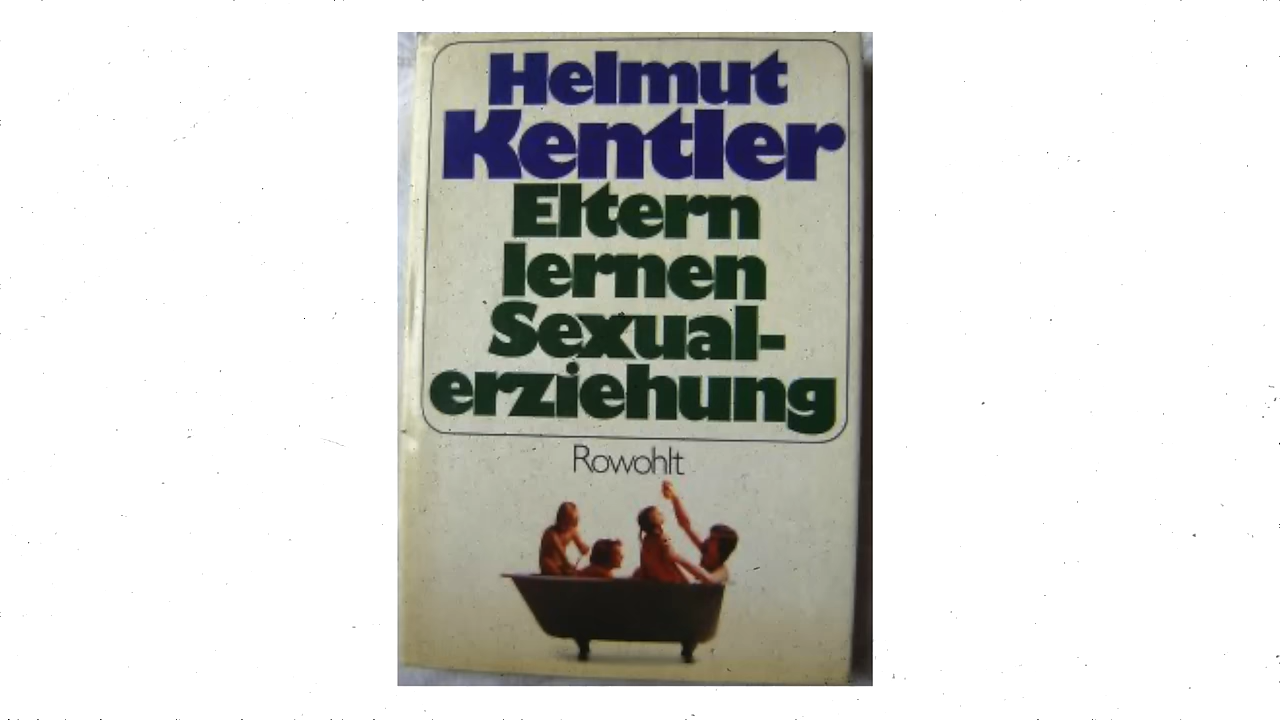 Helmut
Kentler
Eltern
lernen
Sexual-
erziehung
Rowohlt